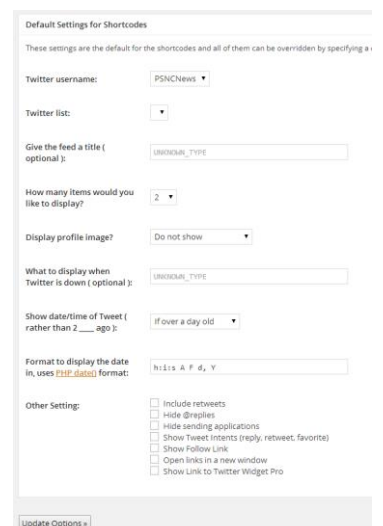 Default Settings for Shortcodes
These settings are the default for the shortcodes and all of them can be overridden by specifying a
Twitter username:
PSNCNews
Twitter list:
Give the feed a title (
optional ):
UNKNOWN_TYPE
How many items would you
like to display?
2
Display profile image?
Do not show
What to display when
Twitter is down ( optional ):
UNKNOWN_TYPE
Show date/time of Tweet (
rather than 2 ____ ago ):
If over a day old
Format to display the date
in, uses PHP date() format:
h:i:s A F d, Y
Other Setting:
Include retweets
Hide @replies
Hide sending applications
Show Tweet Intents (reply, retweet, favorite)
Show Follow Link
Open links in a new window
Show Link to Twitter Widget Pro
Update Options »